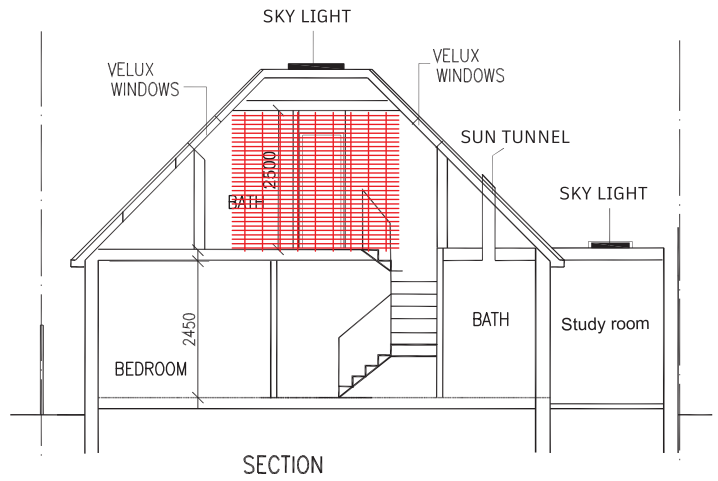 SKY LIGHT
VELUX
WINDOWS
VELUX
WINDOWS
SUN TUNNEL
SKY LIGHT
2500
BATH
2450
BATH
Study room
BEDROOM
SECTION